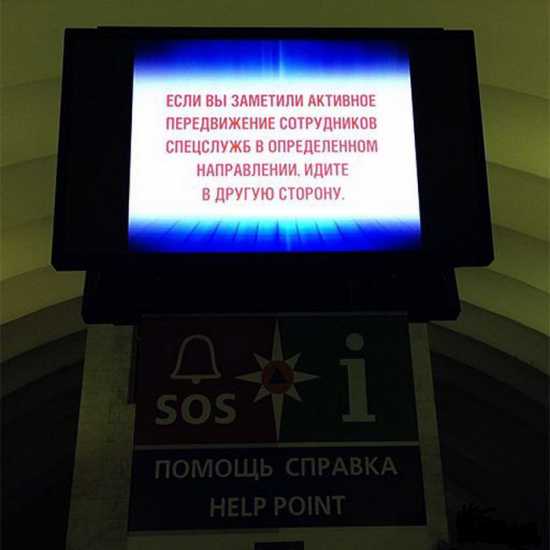 ЕСЛИ ВЫ ЗАМЕТИЛИ АКТИВНОЕ
ПЕРЕДВИЖЕНИЕ СОТРУДНИКОВ
СПЕЦСЛУЖБ В ОПРЕДЕЛЕННОМ
НАПРАВЛЕНИИ, ИДИТЕ
В ДРУГУЮ СТОРОНУ.
SOS
i
ПОМОЩЬ СПРАВКА
HELP POINT